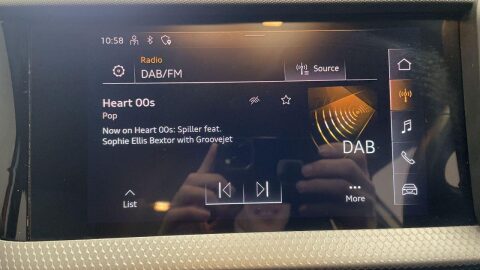 10:58
Radio
DAB/FM
Source
Heart 00s
Pop
Now on Heart 00s: Spiller feat.
Sophie Ellis Bextor with Groovejet
DAB
List
More